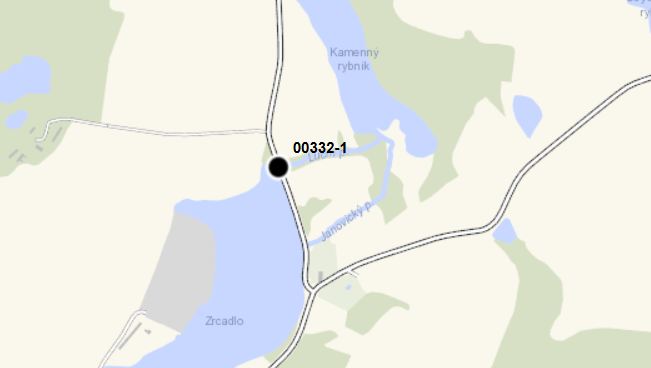 Kamenný
rybník
00332-1
Janovický p.
Zrcadlo